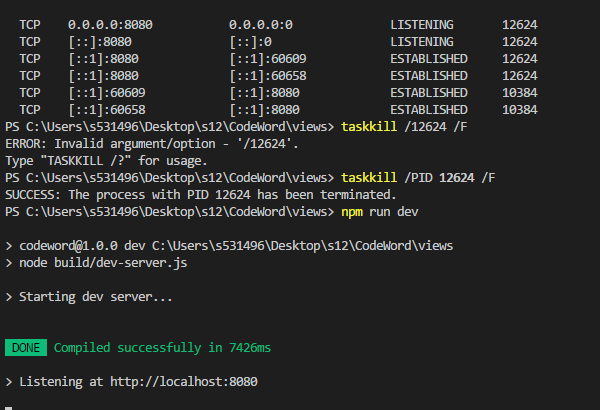 TCP 0.0.0.0:8080 0.0.0.0:0 LISTENING 12624
TCP [::]:8080 [::]:0 LISTENING 12624
TCP [::1]:8080 [::1]:60609 ESTABLISHED 12624
TCP [::1]:8080 [::1]:60658 ESTABLISHED 12624
TCP [::1]:60609 [::1]:8080 ESTABLISHED 10384
TCP [::1]:60658 [::1]:8080 ESTABLISHED 10384
PS C:\Users\s531496\Desktop\s12\CodeWord\views> taskkill /12624 /F
ERROR: Invalid argument/option - '/12624'.
Type "TASKKILL /?" for usage.
PS C:\Users\s531496\Desktop\s12\CodeWord\views> taskkill /PID 12624 /F
SUCCESS: The process with PID 12624 has been terminated.
PS C:\Users\s531496\Desktop\s12\CodeWord\views> npm run dev
> codeword@1.0.0 dev C:\Users\s531496\Desktop\s12\CodeWord\views
> node build/dev-server.js
> Starting dev server...
DONE Compiled successfully in 7426ms
> Listening at http://localhost:8080